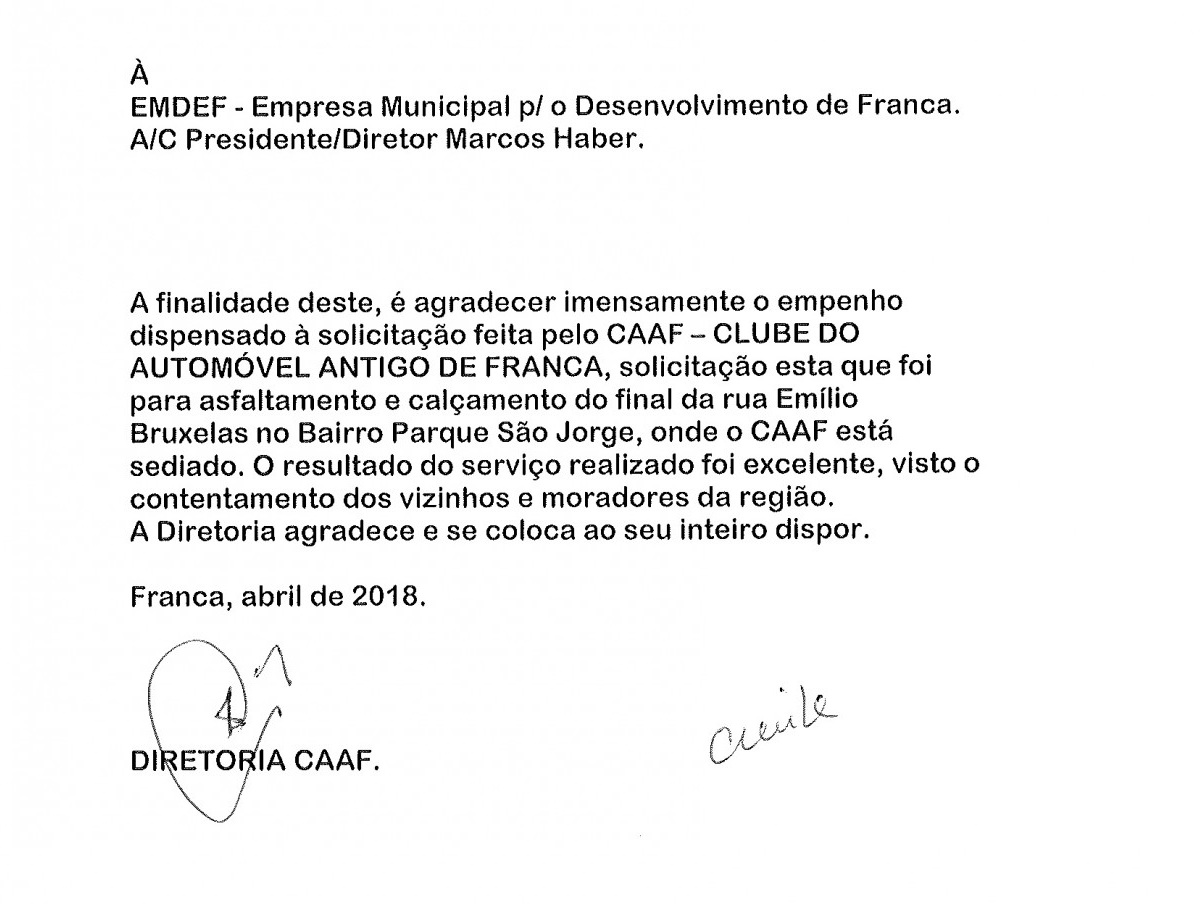 À
EMDEF - Empresa Municipal p/ o Desenvolvimento de Franca.
A/C Presidente/Diretor Marcos Haber.
A finalidade deste, é agradecer imensamente o empenho
dispensado à solicitação feita pelo CAAF – CLUBE DO
AUTOMÓVEL ANTIGO DE FRANCA, solicitação esta que foi
para asfaltamento e calçamento do final da rua Emílio
Bruxelas no Bairro Parque São Jorge, onde o CAAF está
sediado. O resultado do serviço realizado foi excelente, visto o
contentamento dos vizinhos e moradores da região.
A Diretoria agradece e se coloca ao seu inteiro dispor.
Franca, abril de 2018.
DIRETORIA CAAF.